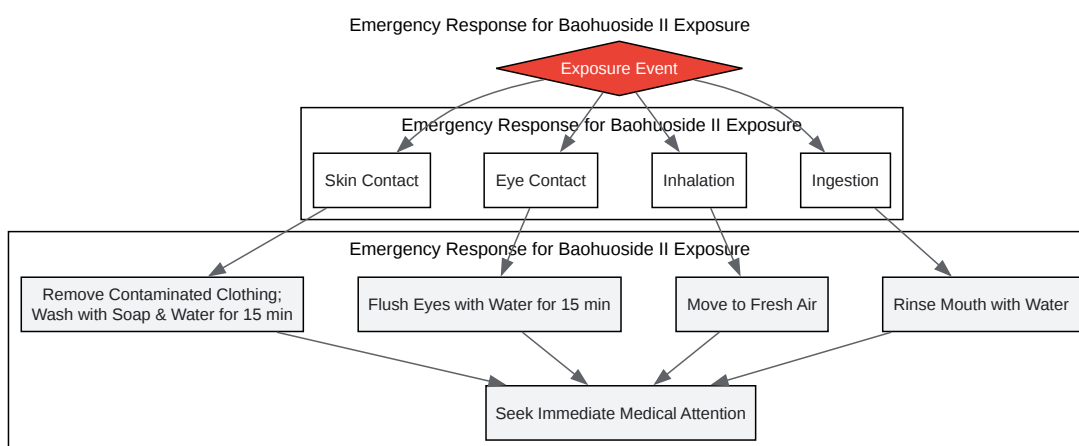 Emergency Response for Baohuoside II Exposure
Exposure Event
Emergency Response for Baohuoside II Exposure
Skin Contact
Eye Contact
Inhalation
Ingestion
Emergency Response for Baohuoside II Exposure
Remove Contaminated Clothing;
Wash with Soap & Water for 15 min
Flush Eyes with Water for 15 min
Move to Fresh Air
Rinse Mouth with Water
Seek Immediate Medical Attention